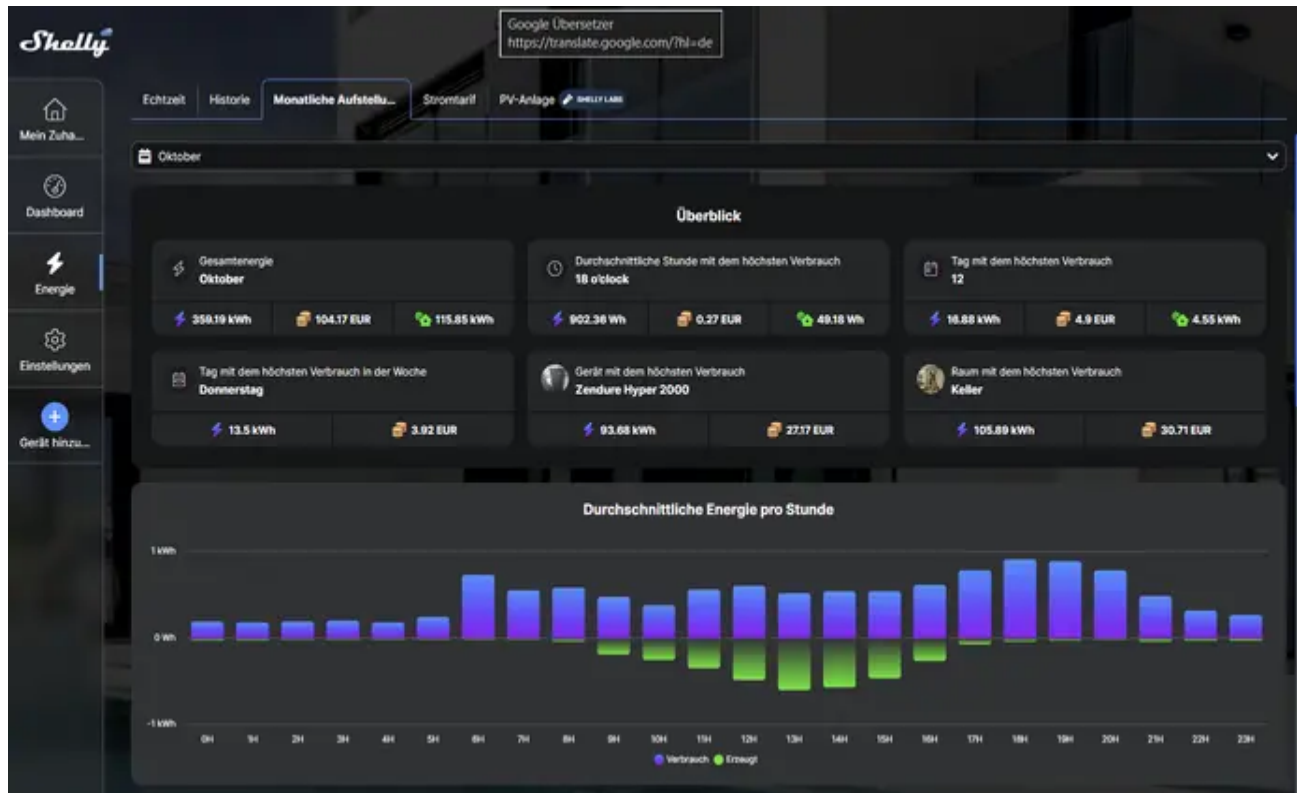 Shelly
Google Übersetzer
https://translate.google.com/?hl=de
Echtzeit
Historie
Monatliche Aufstellu...
Stromtarif
PV-Anlage
SHELLY LABS
Mein Zuha...
Dashboard
Energie
Einstellungen
Gerät hinzu...
Oktober
Überblick
Gesamtenergie
Oktober
359.19 kWh
104.17 EUR
115.85 kWh
Durchschnittliche Stunde mit dem höchsten Verbrauch
18 o'clock
902.36 Wh
0.27 EUR
49.18 Wh
Tag mit dem höchsten Verbrauch
12
16.88 kWh
4.9 EUR
4.55 kWh
Tag mit dem höchsten Verbrauch in der Woche
Donnerstag
13.5 kWh
3.92 EUR
Gerät mit dem höchsten Verbrauch
Zendure Hyper 2000
93.68 kWh
27.17 EUR
Raum mit dem höchsten Verbrauch
Keller
105.89 kWh
30.71 EUR
Durchschnittliche Energie pro Stunde
1 kWh
0 Wh
-1 kWh
0H 1H 2H 3H 4H 5H 6H 7H 8H 9H 10H 11H 12H 13H 14H 15H 16H 17H 18H 19H 20H 21H 22H 23H
Verbrauch Erzeugt